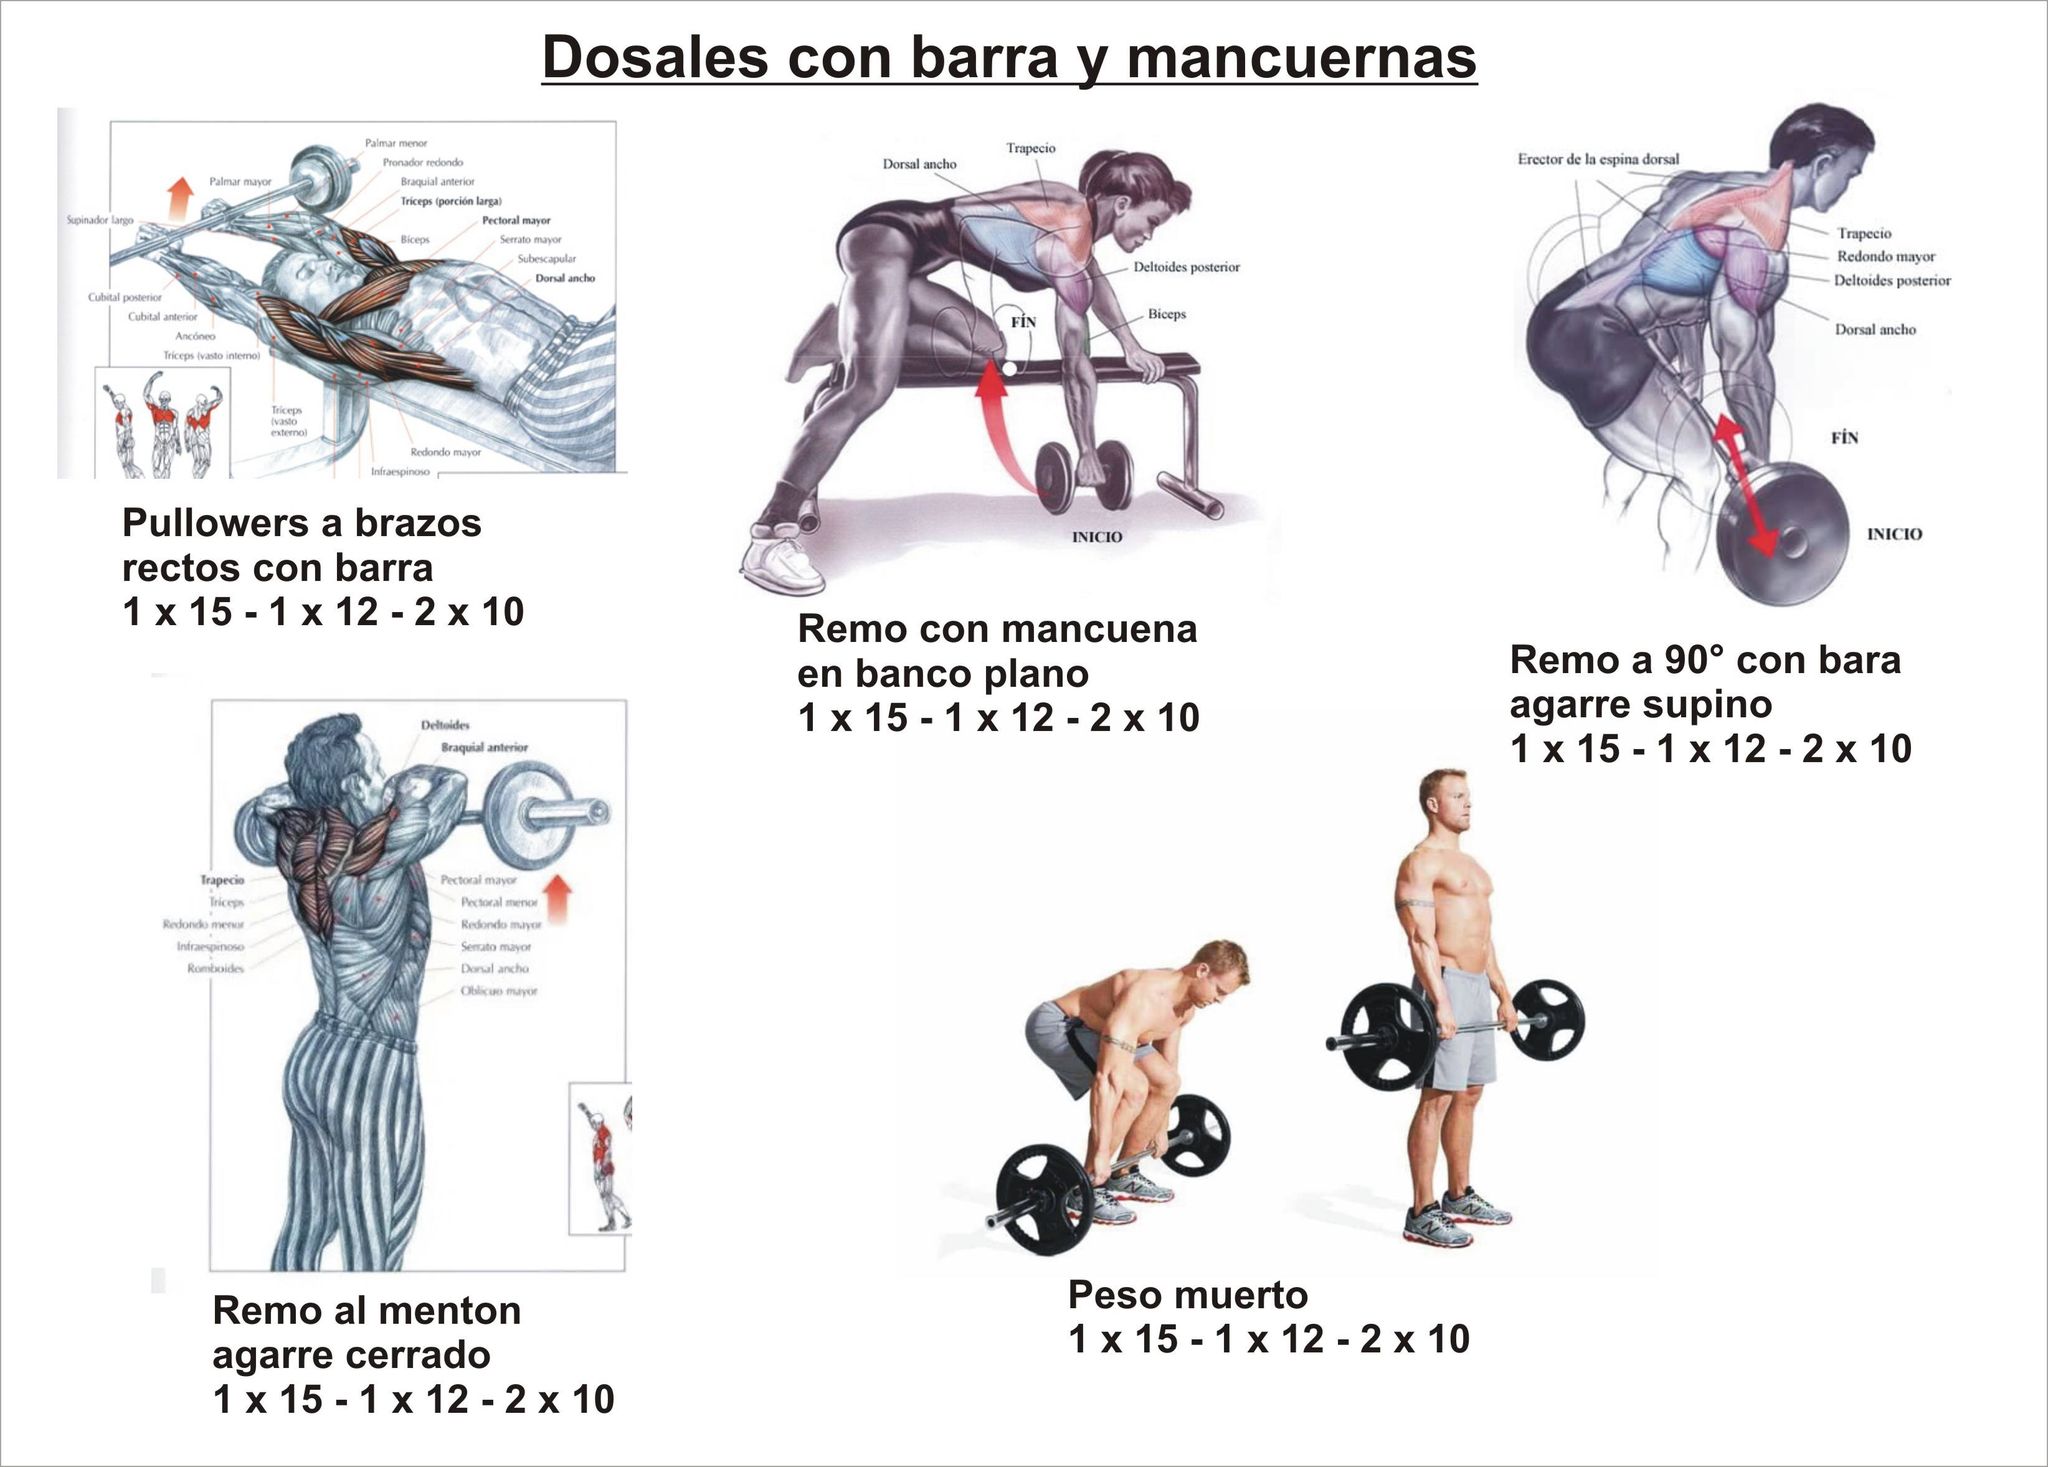 Dosales con barra y mancuernas
Palmar menor
Pronador redondo
Palmar mayor
Braquial anterior
Tríceps (porción larga)
Supinador largo
Pectoral mayor
Bíceps
Serrato mayor
Subescapular
Dorsal ancho
Cubital posterior
Cubital anterior
Ancóneo
Tríceps (vasto interno)
Tríceps
(vasto
externo)
Redondo mayor
Infraespinoso
Pullowers a brazos
rectos con barra
1 x 15 - 1 x 12 - 2 x 10
Trapecio
Dorsal ancho
Deltoides posterior
Bíceps
FÍN
INICIO
Remo con mancuena
en banco plano
1 x 15 - 1 x 12 - 2 x 10
Erector de la espina dorsal
Trapecio
Redondo mayor
Deltoides posterior
Dorsal ancho
FÍN
INICIO
Remo a 90° con bara
agarre supino
1 x 15 - 1 x 12 - 2 x 10
Deltoides
Braquial anterior
Trapecio
Tríceps
Redondo menor
Infraespinoso
Romboides
Pectoral mayor
Pectoral menor
Redondo mayor
Serrato mayor
Dorsal ancho
Oblicuo mayor
Remo al menton
agarre cerrado
1 x 15 - 1 x 12 - 2 x 10
Peso muerto
1 x 15 - 1 x 12 - 2 x 10